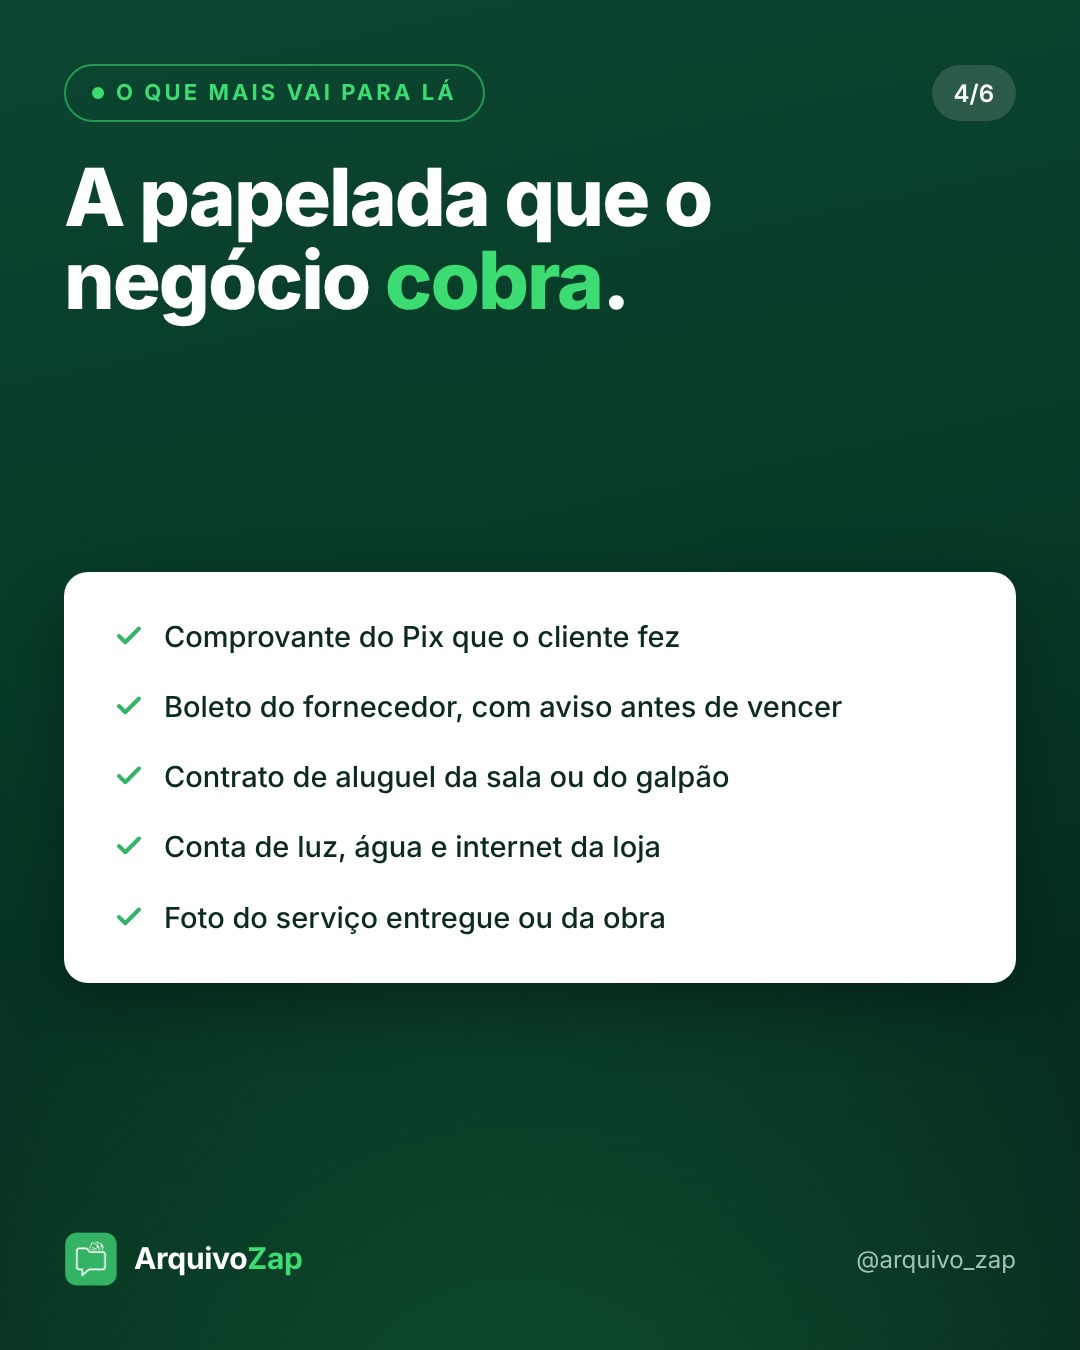 O QUE MAIS VAI PARA LÁ
4/6
A papelada que o
negócio cobra.
Comprovante do Pix que o cliente fez
Boleto do fornecedor, com aviso antes de vencer
Contrato de aluguel da sala ou do galpão
Conta de luz, água e internet da loja
Foto do serviço entregue ou da obra
ArquivoZap
@arquivo_zap